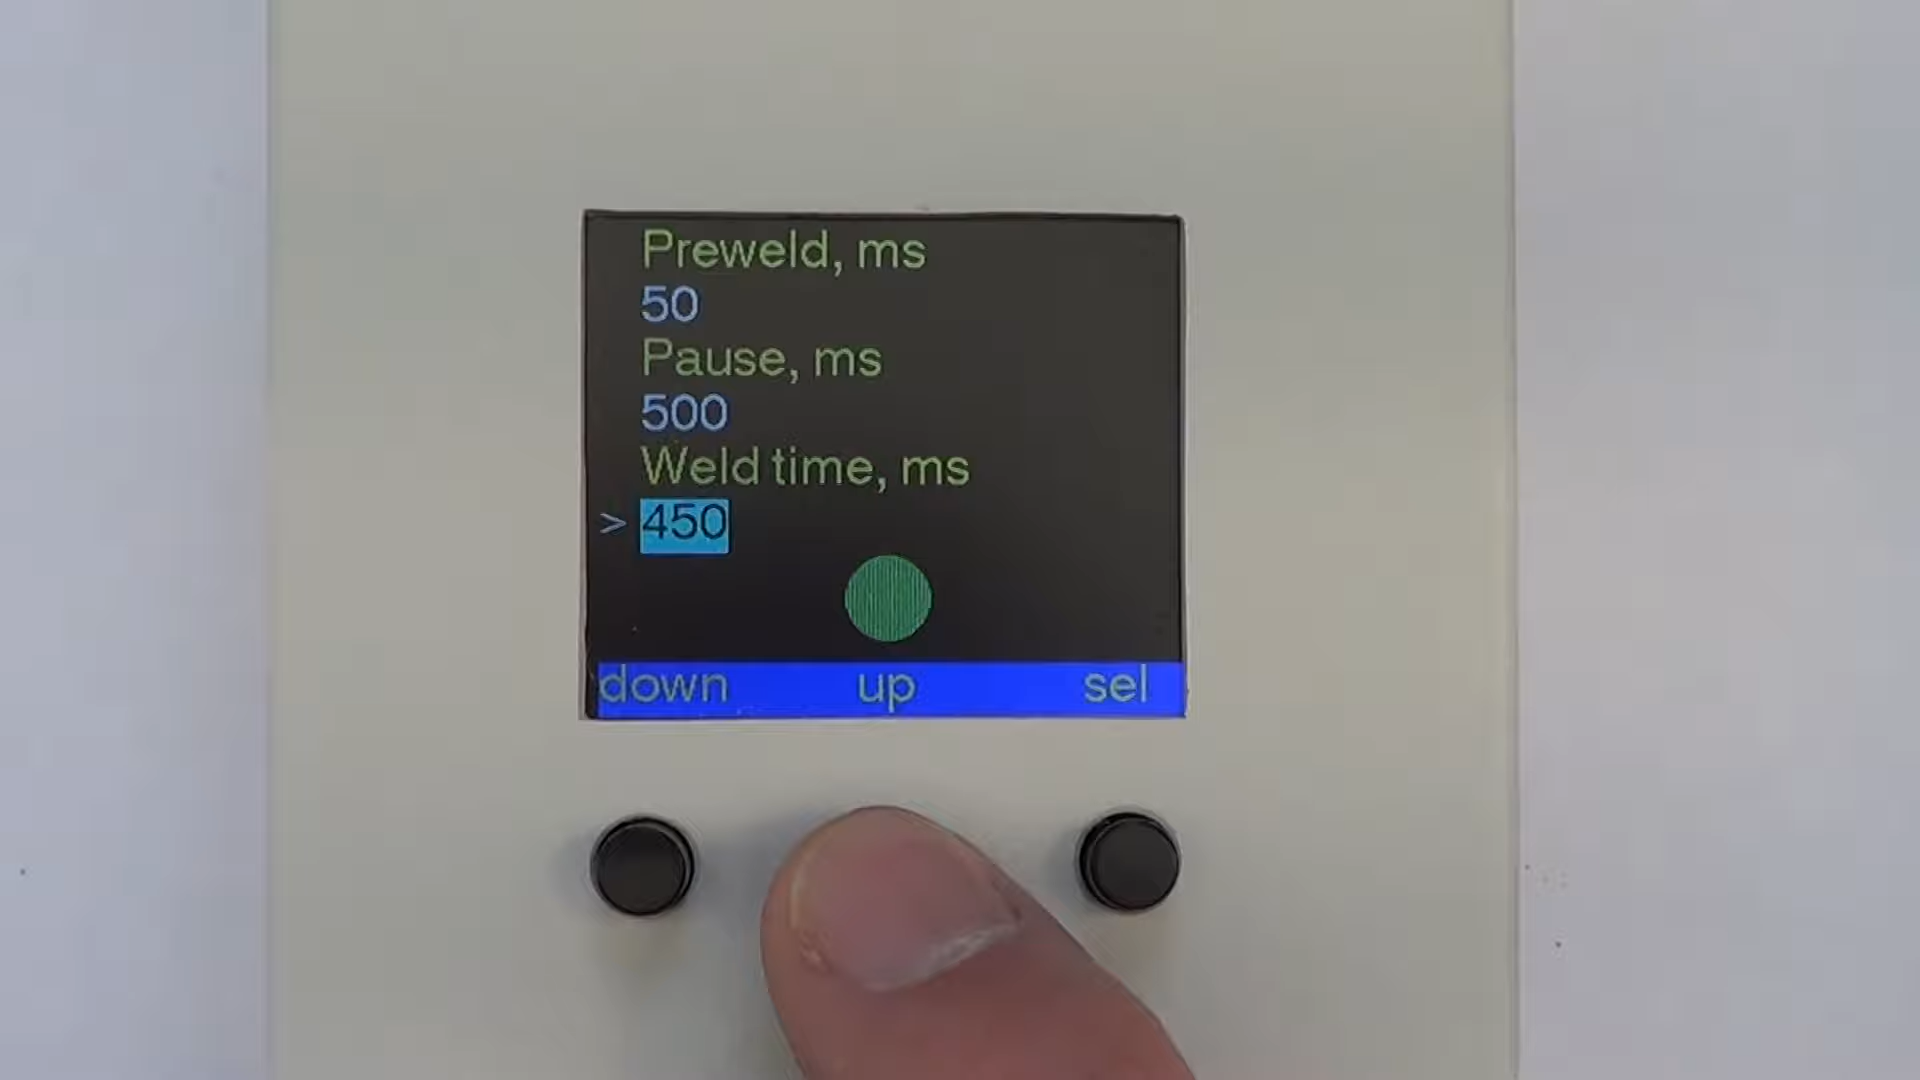 Preweld, ms
50
Pause, ms
500
Weld time, ms
> 450
down up sel